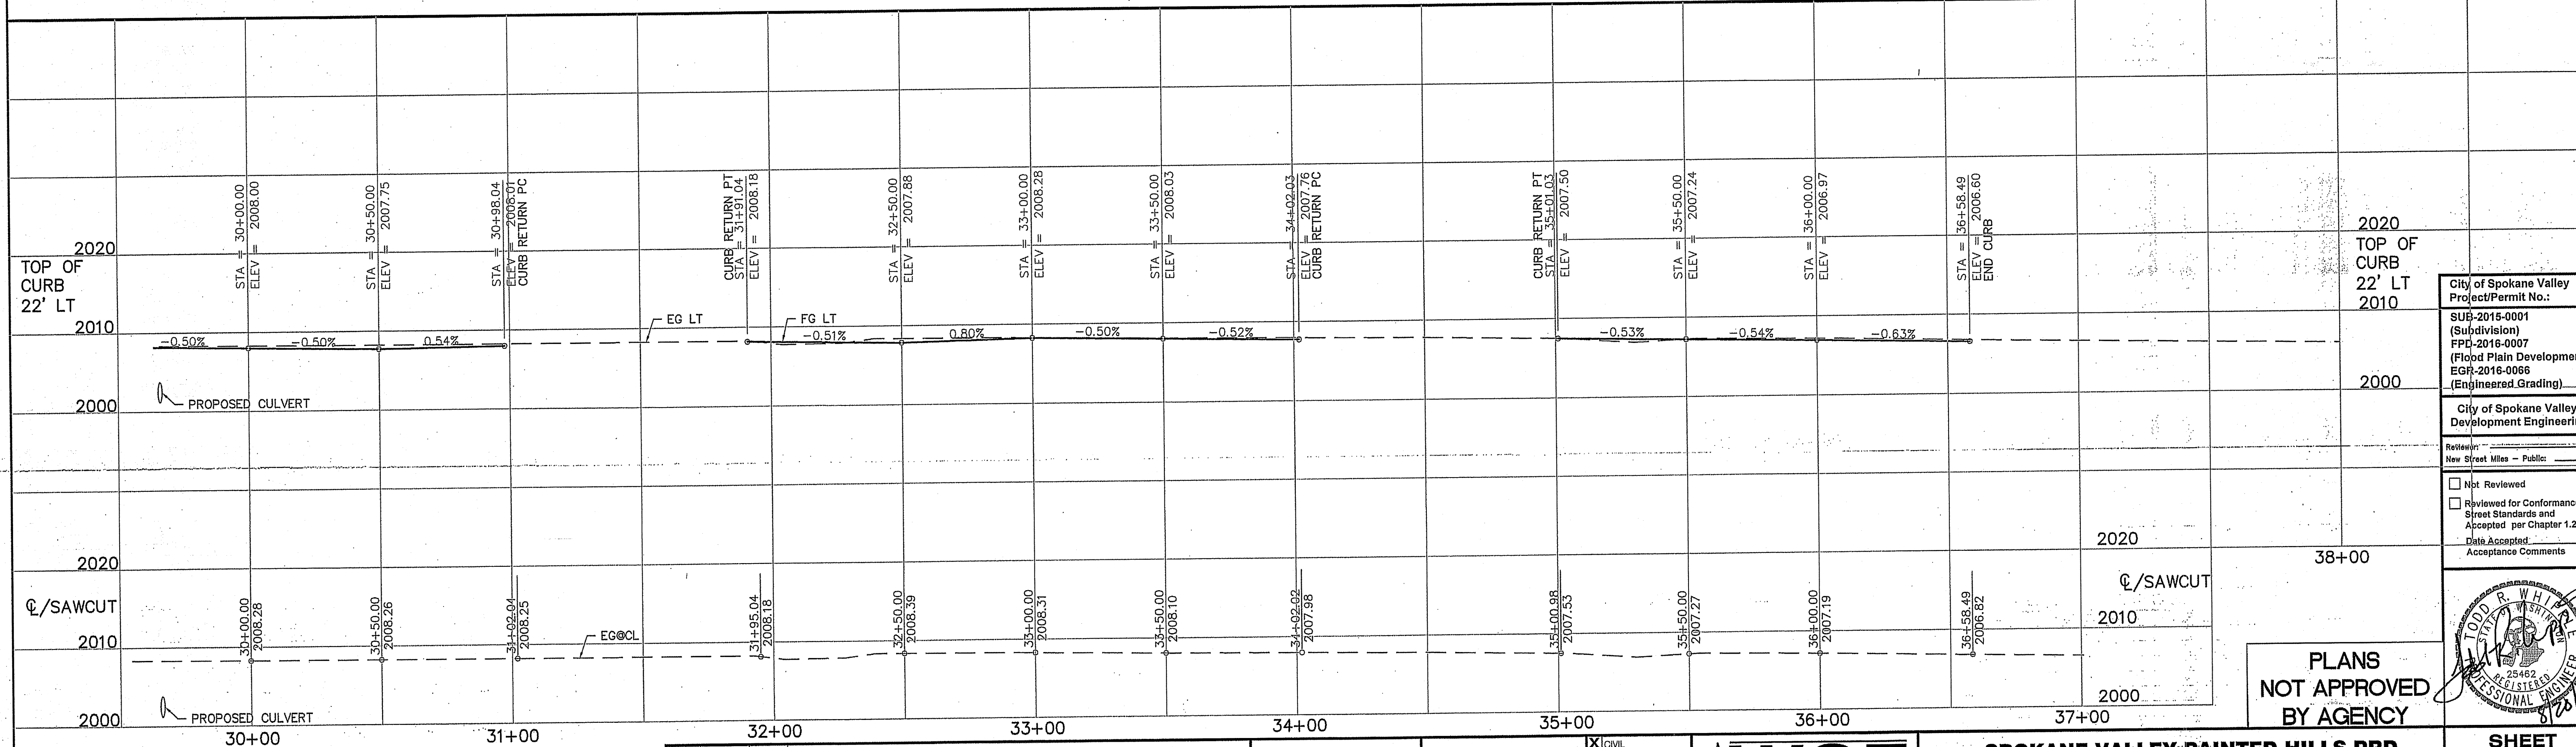 STA = 30+00.00
ELEV = 2008.00
STA = 30+50.00
ELEV = 2007.75
STA = 30+98.04
ELEV = 2008.01
CURB RETURN PC
CURB RETURN PT
STA = 31+91.04
ELEV = 2008.18
STA = 32+50.00
ELEV = 2007.88
STA = 33+00.00
ELEV = 2008.28
STA = 33+50.00
ELEV = 2008.03
STA = 34+02.03
ELEV = 2007.76
CURB RETURN PC
CURB RETURN PT
STA = 35+01.03
ELEV = 2007.50
STA = 35+50.00
ELEV = 2007.24
STA = 36+00.00
ELEV = 2006.97
STA = 36+58.49
ELEV = 2006.60
END CURB
2020
TOP OF
CURB
22' LT
2010
2000
-0.50%
-0.50%
0.54%
EG LT
FG LT
-0.51%
0.80%
-0.50%
-0.52%
-0.53%
-0.54%
-0.63%
PROPOSED CULVERT
2020
TOP OF
CURB
22' LT
2010
2000
2020
℄/SAWCUT
2010
2000
30+00.00
2008.28
30+50.00
2008.26
31+02.04
2008.25
EG@CL
31+95.04
2008.18
32+50.00
2008.39
33+00.00
2008.31
33+50.00
2008.10
34+02.02
2007.98
35+00.98
2007.53
35+50.00
2007.27
36+00.00
2007.19
36+58.49
2006.82
PROPOSED CULVERT
2020
℄/SAWCUT
2010
2000
30+00
31+00
32+00
33+00
34+00
35+00
36+00
37+00
38+00
City of Spokane Valley
Project/Permit No.:
SUB-2015-0001
(Subdivision)
FPD-2016-0007
(Flood Plain Developme
EGR-2016-0066
(Engineered Grading)
City of Spokane Valley
Development Engineeri
Review:
New Street Miles - Public:
Not Reviewed
Reviewed for Conformanc
Street Standards and
Accepted per Chapter 1.2
Date Accepted
Acceptance Comments
TODD R. WHIPPLE
STATE OF WASHINGTON
25462
REGISTERED
PROFESSIONAL ENGINEER
PLANS
NOT APPROVED
BY AGENCY
X CIVIL
SPOKANE VALLEY-PAINTED HILLS PRD
SHEET